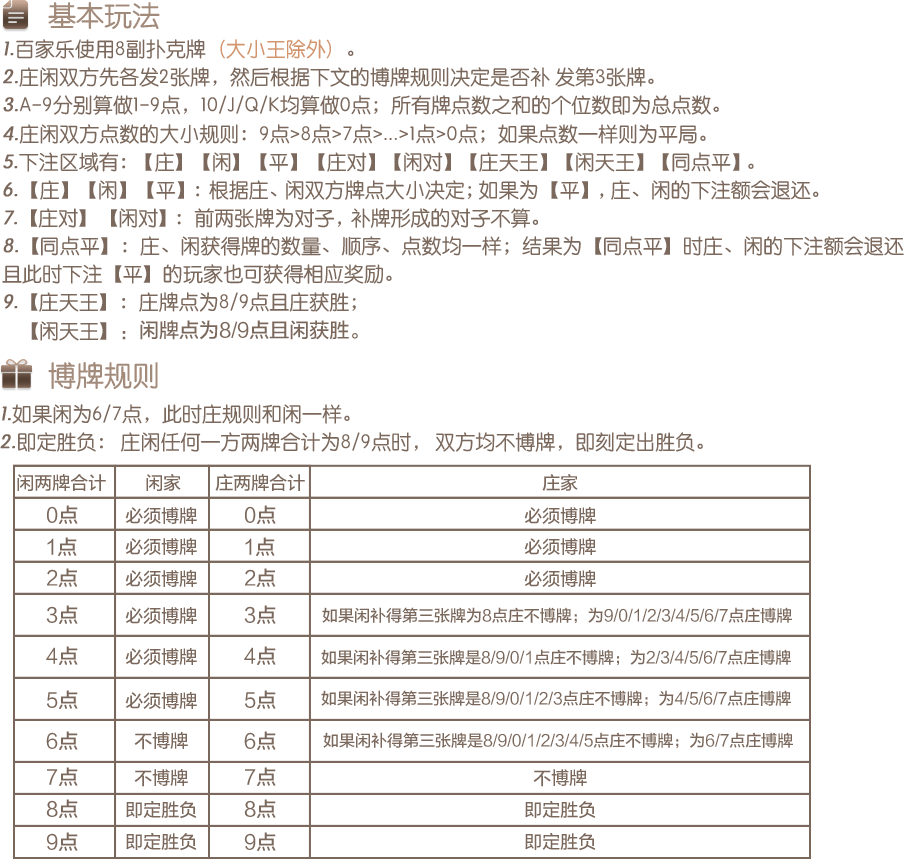 基本玩法
1.百家乐使用8副扑克牌（大小王除外）。
2.庄闲双方先各发2张牌，然后根据下文的博牌规则决定是否补 发第3张牌。
3.A-9分别算做1-9点，10/J/Q/K均算做0点；所有牌点数之和的个位数即为总点数。
4.庄闲双方点数的大小规则：9点>8点>7点>...>1点>0点；如果点数一样则为平局。
5.下注区域有：【庄】【闲】【平】【庄对】【闲对】【庄天王】【闲天王】【同点平】。
6.【庄】【闲】【平】：根据庄、闲双方牌点大小决定；如果为【平】，庄、闲的下注额会退还。
7.【庄对】【闲对】：前两张牌为对子，补牌形成的对子不算。
8.【同点平】：庄、闲获得牌的数量、顺序、点数均一样；结果为【同点平】时庄、闲的下注额会退还
且此时下注【平】的玩家也可获得相应奖励。
9.【庄天王】：庄牌点为8/9点且庄获胜；
【闲天王】：闲牌点为8/9点且闲获胜。
博牌规则
1.如果闲为6/7点，此时庄规则和闲一样。
2.即定胜负：庄闲任何一方两牌合计为8/9点时，双方均不博牌，即刻定出胜负。
闲两牌合计 闲家 庄两牌合计 庄家
0点 必须博牌 0点 必须博牌
1点 必须博牌 1点 必须博牌
2点 必须博牌 2点 必须博牌
3点 必须博牌 3点 如果闲补得第三张牌为8点庄不博牌；为9/0/1/2/3/4/5/6/7点庄博牌
4点 必须博牌 4点 如果闲补得第三张牌是8/9/0/1点庄不博牌；为2/3/4/5/6/7点庄博牌
5点 必须博牌 5点 如果闲补得第三张牌是8/9/0/1/2/3点庄不博牌；为4/5/6/7点庄博牌
6点 不博牌 6点 如果闲补得第三张牌是8/9/0/1/2/3/4/5点庄不博牌；为6/7点庄博牌
7点 不博牌 7点 不博牌
8点 即定胜负 8点 即定胜负
9点 即定胜负 9点 即定胜负